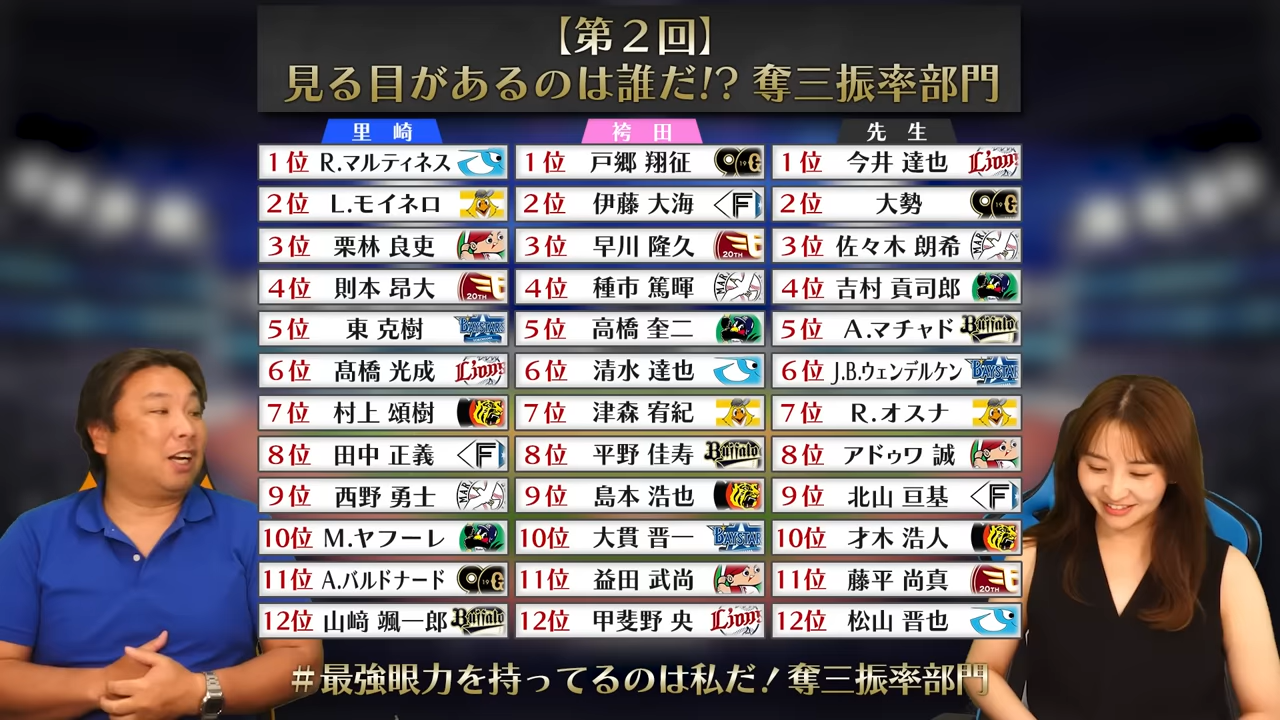 【第２回】
見る目があるのは誰だ!? 奪三振率部門
里崎 袴田 先生
1位 R.マルティネス 1位 戸郷 翔征 1位 今井 達也 Lions
2位 L.モイネロ 2位 伊藤 大海 F 2位 大勢
3位 栗林 良吏 3位 早川 隆久 20TH 3位 佐々木 朗希
4位 則本 昂大 20TH 4位 種市 篤暉 4位 吉村 貢司郎
5位 東 克樹 BAYSTARS 5位 高橋 奎二 5位 A.マチャド Buffalo
6位 髙橋 光成 Lions 6位 清水 達也 6位 J.B.ウェンデルケン BAYSTAR
7位 村上 頌樹 7位 津森 宥紀 7位 R.オスナ
8位 田中 正義 F 8位 平野 佳寿 Buffalo 8位 アドゥワ 誠
9位 西野 勇士 9位 島本 浩也 9位 北山 亘基 F
10位 M.ヤフーレ 10位 大貫 晋一 BAYSTAR 10位 才木 浩人
11位 A.バルドナード 11位 益田 武尚 11位 藤平 尚真 20TH
12位 山﨑 颯一郎 Buffalo 12位 甲斐野 央 Lions 12位 松山 晋也
＃最強眼力を持ってるのは私だ！奪三振率部門